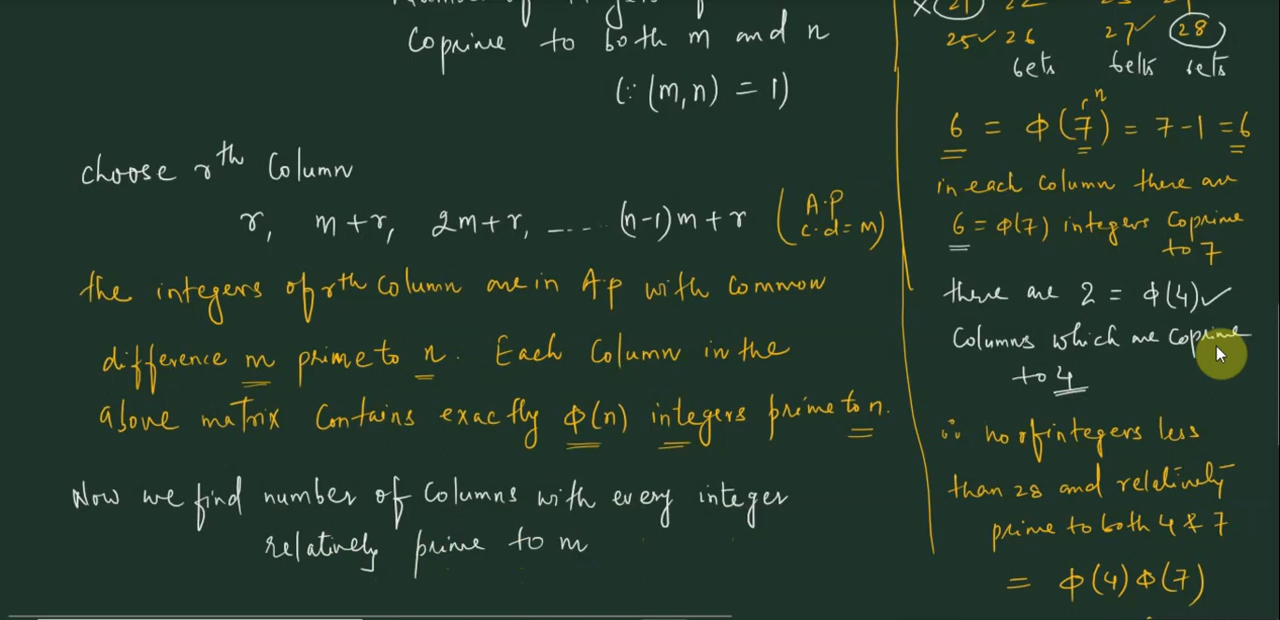 Coprime to both m and n
(∵ (m,n) = 1)
choose rth Column
r, m+r, 2m+r, ---- (n-1)m+r (A.P c.d=m)
the integers of rth Column are in A.p with common
difference m prime to n. Each Column in the
above matrix contains exactly ϕ(n) integers prime to n.
Now we find number of columns with every integer
relatively prime to m
X 21 22
25✓ 26 27✓ 28
6 = ϕ(7) = 7-1 = 6
in each column there are
6 = ϕ(7) integers coprime
to 7
there are 2 = ϕ(4)✓
Columns which are coprime
to 4
∴ no of integers less
than 28 and relatively
prime to both 4 & 7
= ϕ(4) ϕ(7)